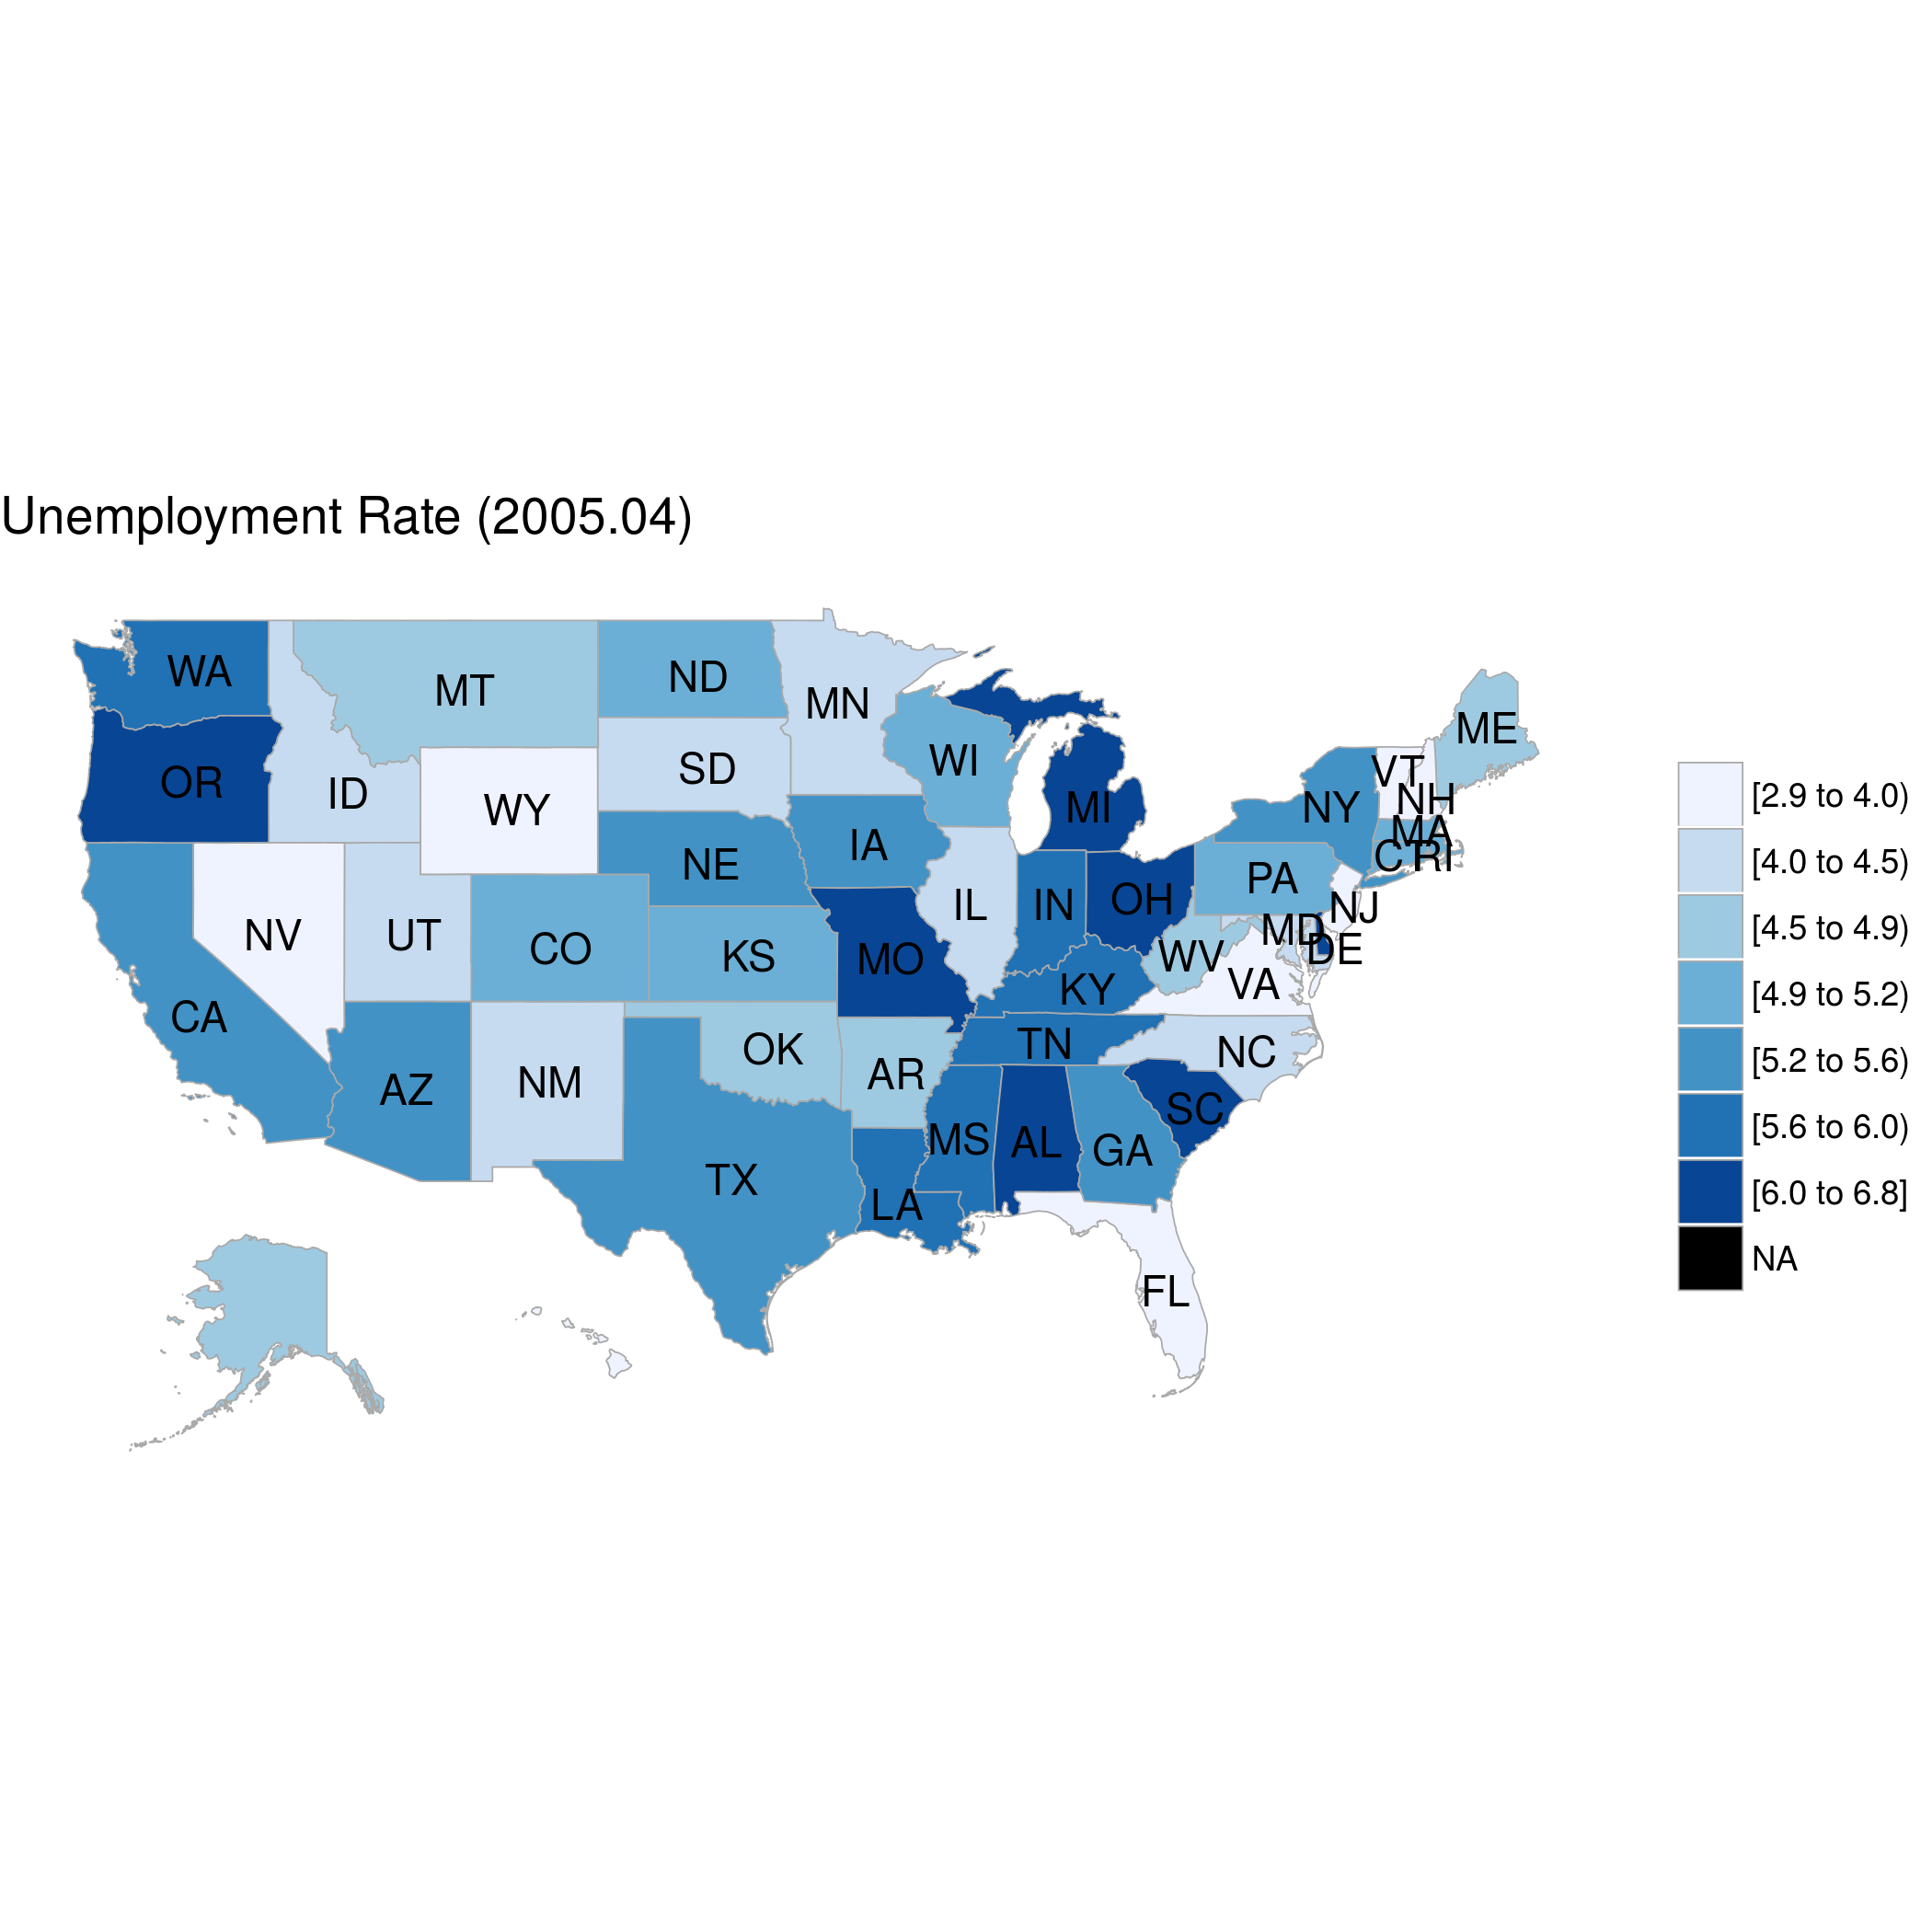 Unemployment Rate (2005.04)
WA
MT
ND
MN
ME
OR
ID
WY
SD
WI
MI
NY
VT
NH
MA
CT
RI
NV
UT
CO
NE
IA
IL
IN
OH
PA
NJ
MD
DE
CA
KS
MO
KY
WV
VA
AZ
NM
OK
AR
TN
NC
TX
LA
MS
AL
GA
SC
FL
[2.9 to 4.0)
[4.0 to 4.5)
[4.5 to 4.9)
[4.9 to 5.2)
[5.2 to 5.6)
[5.6 to 6.0)
[6.0 to 6.8]
NA